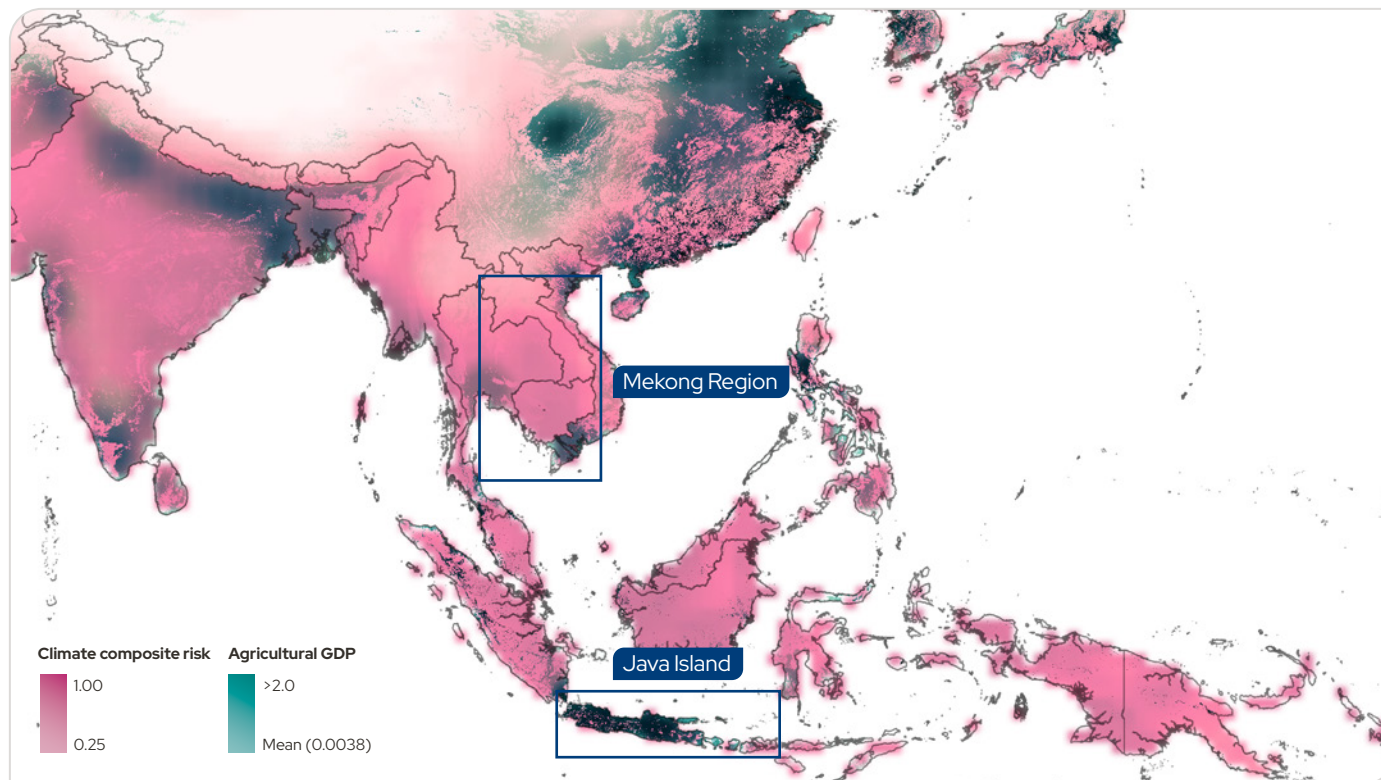 Mekong Region
Java Island
Climate composite risk
1.00
0.25
Agricultural GDP
>2.0
Mean (0.0038)